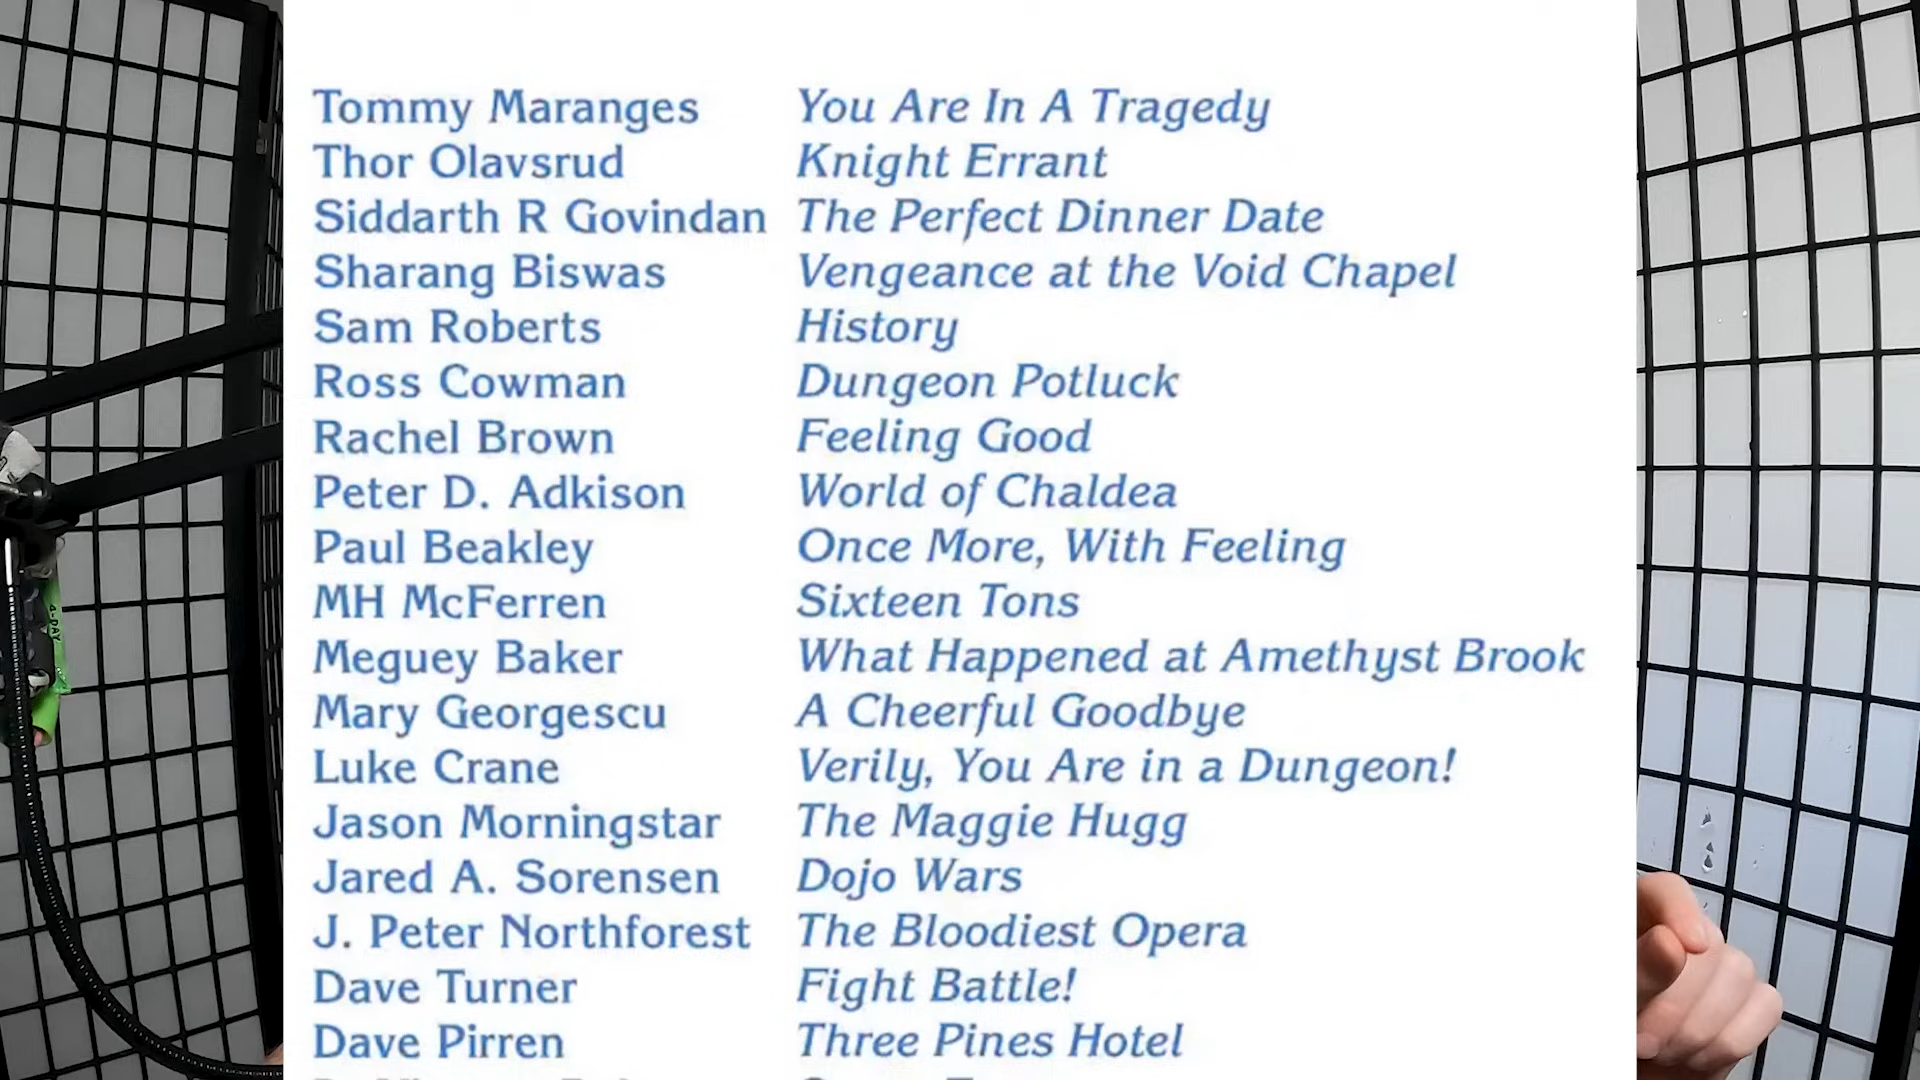 Tommy Maranges You Are In A Tragedy
Thor Olavsrud Knight Errant
Siddarth R Govindan The Perfect Dinner Date
Sharang Biswas Vengeance at the Void Chapel
Sam Roberts History
Ross Cowman Dungeon Potluck
Rachel Brown Feeling Good
Peter D. Adkison World of Chaldea
Paul Beakley Once More, With Feeling
MH McFerren Sixteen Tons
Meguey Baker What Happened at Amethyst Brook
Mary Georgescu A Cheerful Goodbye
Luke Crane Verily, You Are in a Dungeon!
Jason Morningstar The Maggie Hugg
Jared A. Sorensen Dojo Wars
J. Peter Northforest The Bloodiest Opera
Dave Turner Fight Battle!
Dave Pirren Three Pines Hotel
4-DAY